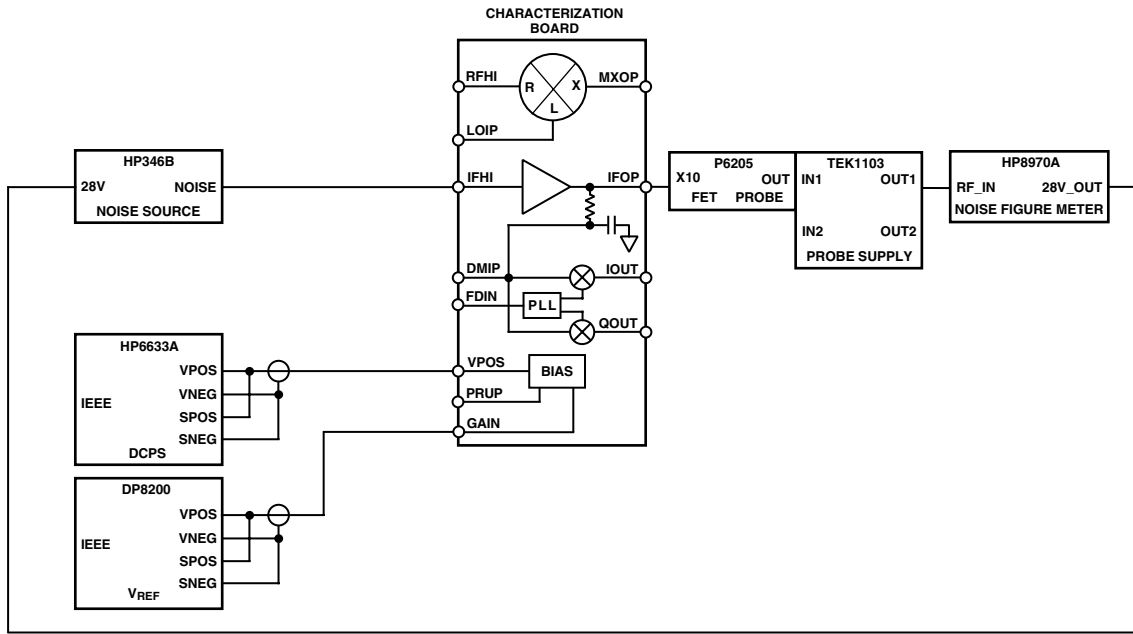 CHARACTERIZATION
BOARD
RFHI
R
X
MXOP
L
LOIP
HP346B
28V
NOISE
NOISE SOURCE
IFHI
IFOP
P6205
X10
OUT
FET PROBE
TEK1103
IN1
OUT1
IN2
OUT2
PROBE SUPPLY
HP8970A
RF_IN
28V_OUT
NOISE FIGURE METER
DMIP
IOUT
FDIN
PLL
QOUT
HP6633A
VPOS
VNEG
IEEE
SPOS
SNEG
DCPS
VPOS
BIAS
PRUP
GAIN
DP8200
VPOS
VNEG
IEEE
SPOS
SNEG
VREF